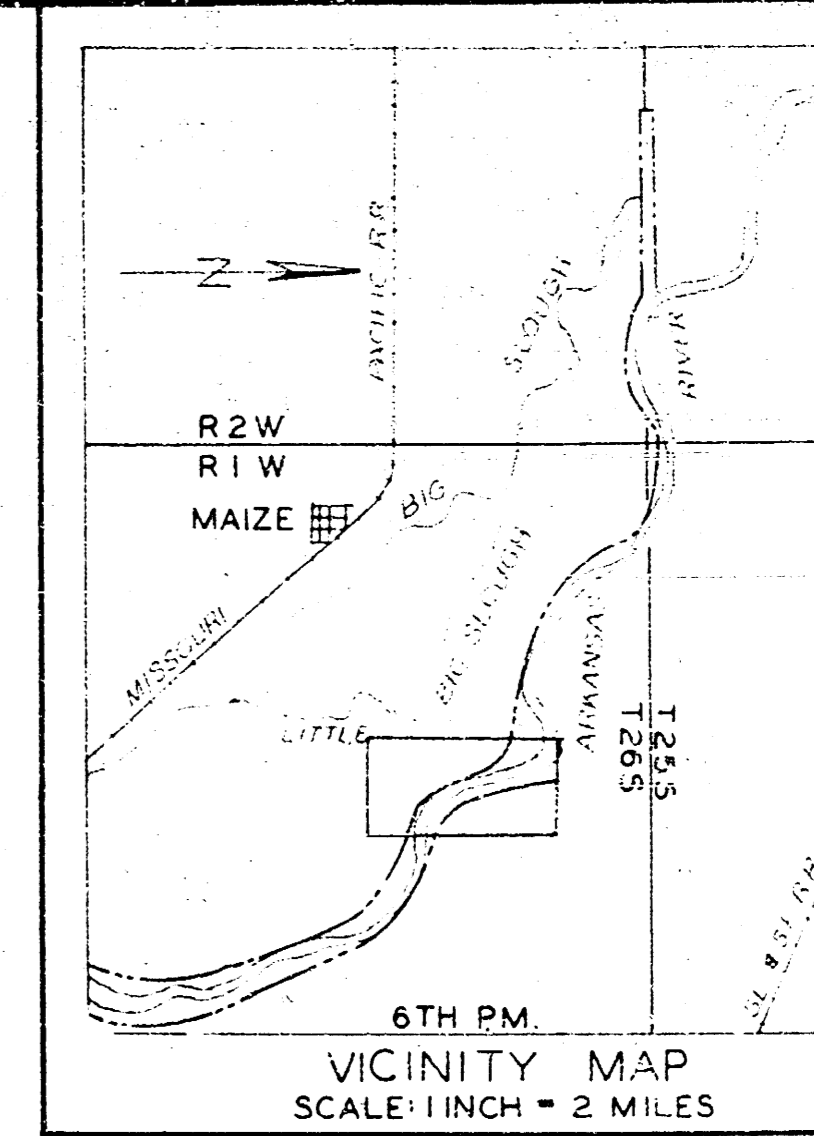 N
PACIFIC R.R.
SLOUGH
RIVER
R 2 W
R 1 W
MAIZE
BIG
BIG SLOUGH
MISSOURI
ARKANSAS
LITTLE
T 25 S
T 26 S
6TH P.M.
VICINITY MAP
SCALE: 1 INCH = 2 MILES